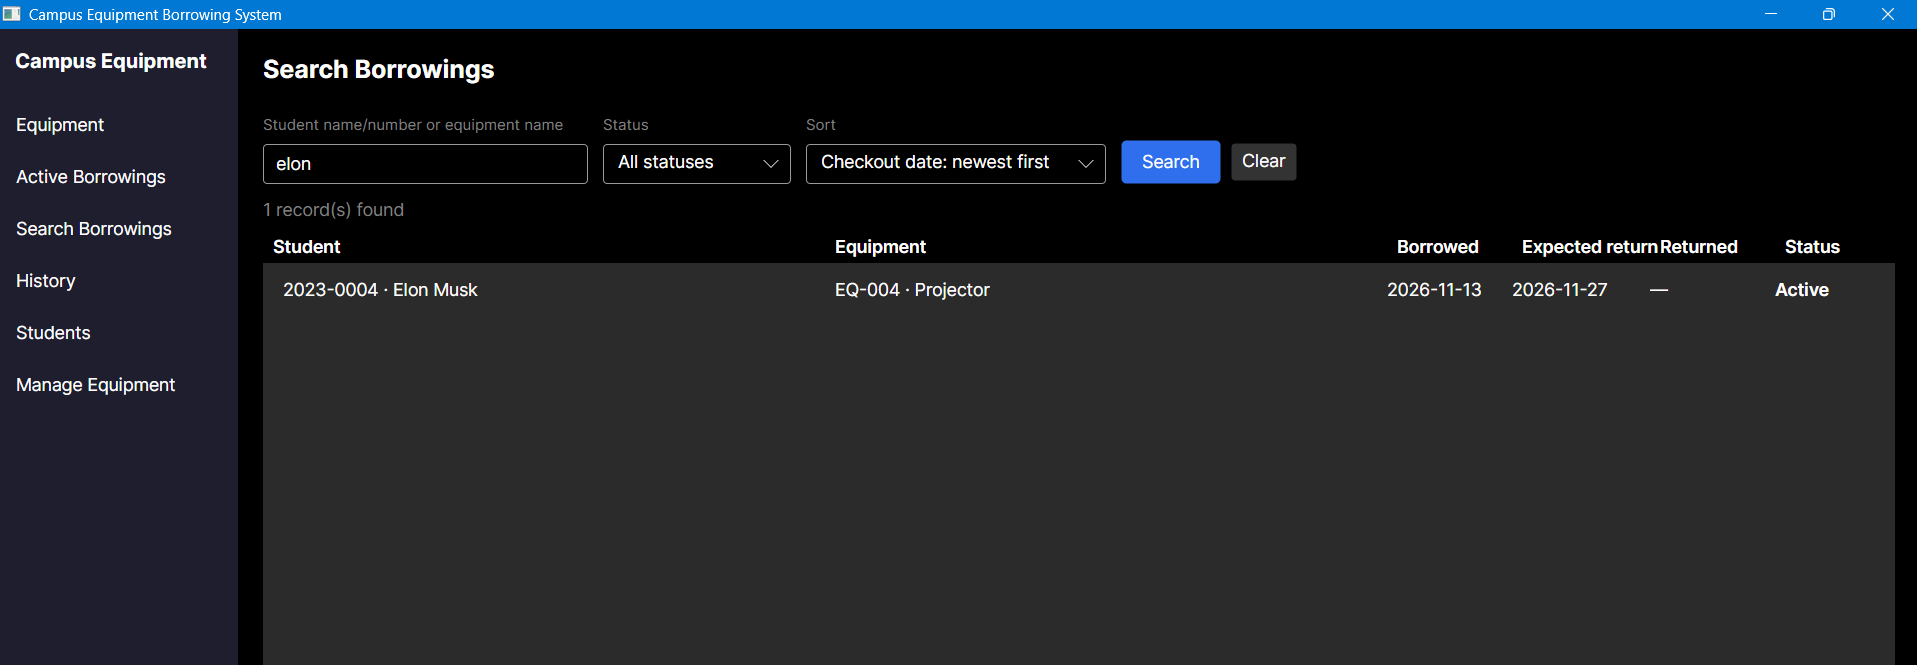 Campus Equipment Borrowing System
Campus Equipment
Equipment
Active Borrowings
Search Borrowings
History
Students
Manage Equipment
Search Borrowings
Student name/number or equipment name Status Sort
elon All statuses Checkout date: newest first Search Clear
1 record(s) found
Student Equipment Borrowed Expected return Returned Status
2023-0004 · Elon Musk EQ-004 · Projector 2026-11-13 2026-11-27 — Active